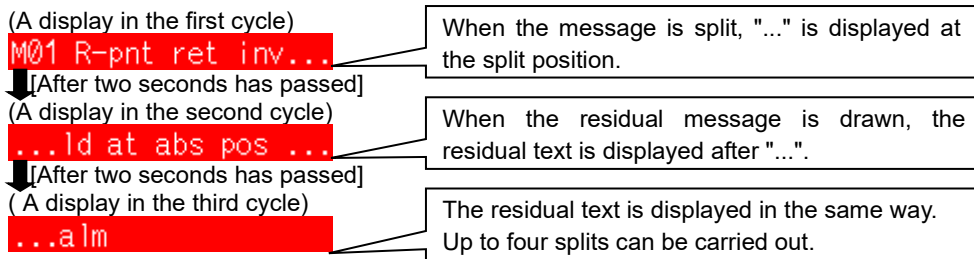 (A display in the first cycle)
M01 R-pnt ret inv...
When the message is split, "..." is displayed at
the split position.
[After two seconds has passed]
(A display in the second cycle)
...ld at abs pos ...
When the residual message is drawn, the
residual text is displayed after "...".
[After two seconds has passed]
( A display in the third cycle)
...alm
The residual text is displayed in the same way.
Up to four splits can be carried out.